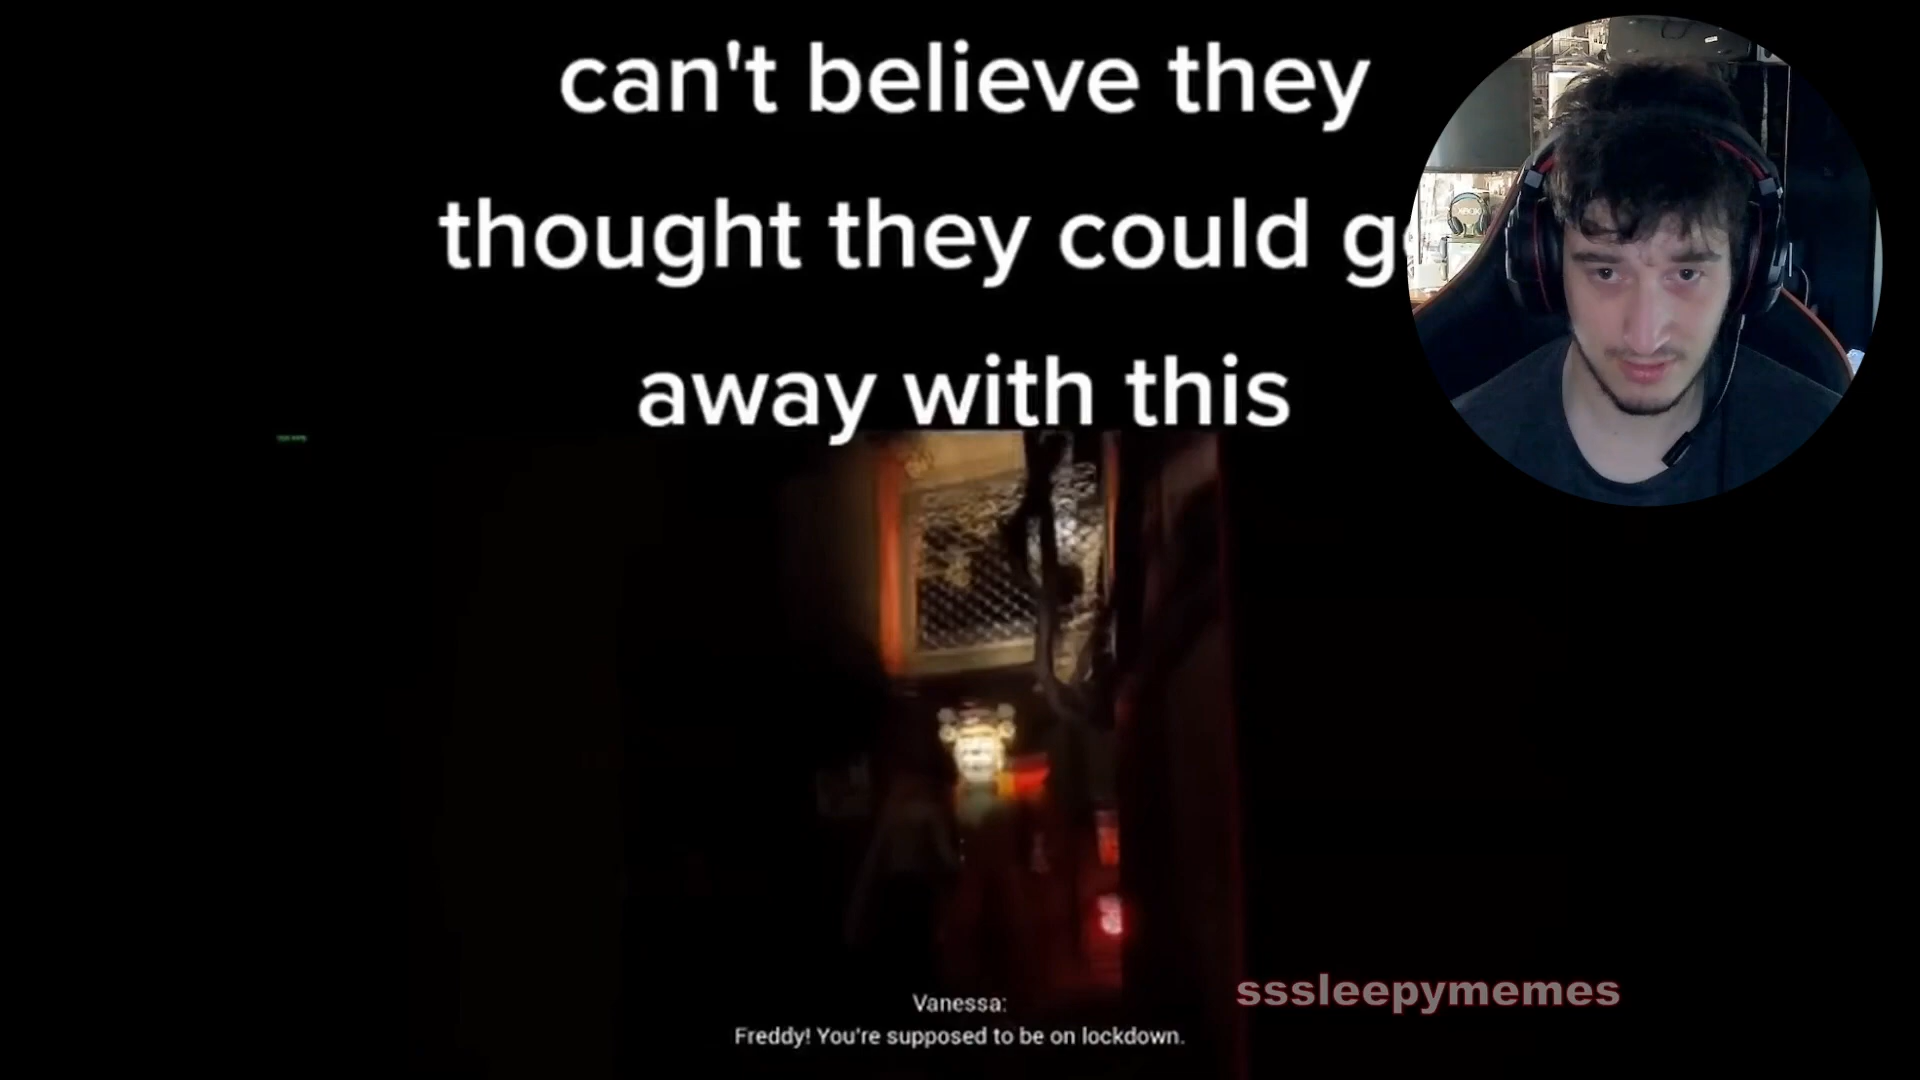 can't believe they
thought they could g
away with this
XBOX
Vanessa:
Freddy! You're supposed to be on lockdown.
sssleepymemes